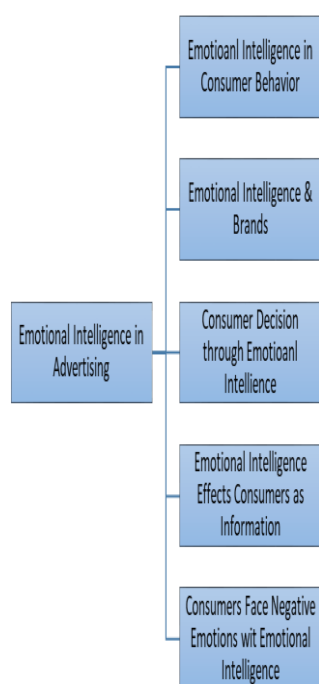 Emotioanl Intelligence in
Consumer Behavior
Emotional Intelligence &
Brands
Emotional Intelligence in
Advertising
Consumer Decision
through Emotioanl
Intellience
Emotional Intelligence
Effects Consumers as
Information
Consumers Face Negative
Emotions wit Emotional
Intelligence